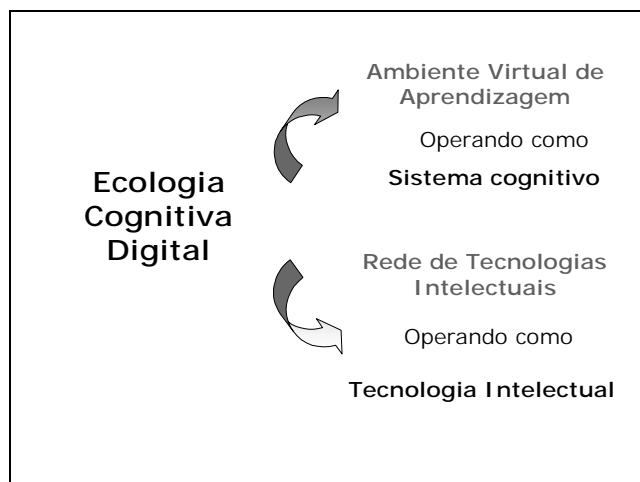 Ambiente Virtual de
Aprendizagem
Operando como
Sistema cognitivo
Ecologia
Cognitiva
Digital
Rede de Tecnologias
Intelectuais
Operando como
Tecnologia Intelectual